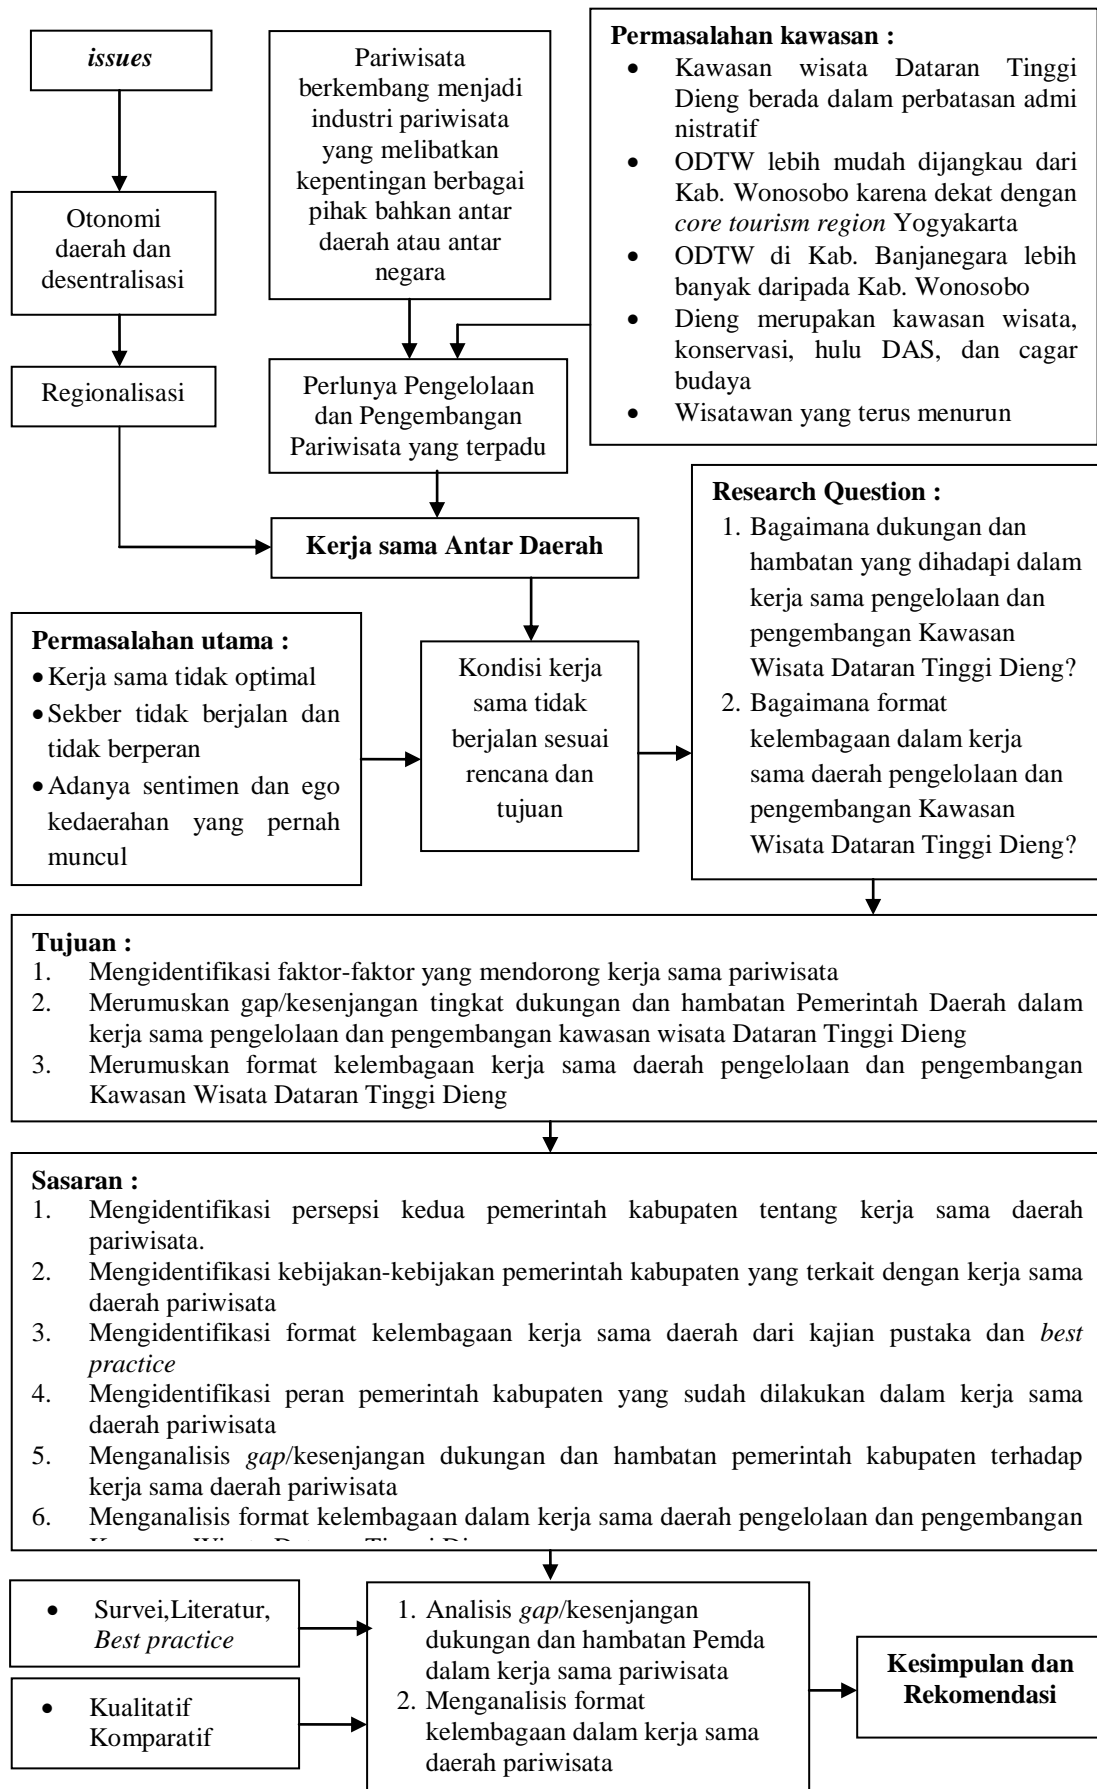 issues
Pariwisata
berkembang menjadi
industri pariwisata
yang melibatkan
kepentingan berbagai
pihak bahkan antar
daerah atau antar
negara
Permasalahan kawasan :
• Kawasan wisata Dataran Tinggi
Dieng berada dalam perbatasan admi
nistratif
• ODTW lebih mudah dijangkau dari
Kab. Wonosobo karena dekat dengan
core tourism region Yogyakarta
• ODTW di Kab. Banjanegara lebih
banyak daripada Kab. Wonosobo
• Dieng merupakan kawasan wisata,
konservasi, hulu DAS, dan cagar
budaya
• Wisatawan yang terus menurun
Otonomi
daerah dan
desentralisasi
Regionalisasi
Perlunya Pengelolaan
dan Pengembangan
Pariwisata yang terpadu
Kerja sama Antar Daerah
Research Question :
1. Bagaimana dukungan dan
hambatan yang dihadapi dalam
kerja sama pengelolaan dan
pengembangan Kawasan
Wisata Dataran Tinggi Dieng?
2. Bagaimana format
kelembagaan dalam kerja
sama daerah pengelolaan dan
pengembangan Kawasan
Wisata Dataran Tinggi Dieng?
Permasalahan utama :
• Kerja sama tidak optimal
• Sekber tidak berjalan dan
tidak berperan
• Adanya sentimen dan ego
kedaerahan yang pernah
muncul
Kondisi kerja
sama tidak
berjalan sesuai
rencana dan
tujuan
Tujuan :
1. Mengidentifikasi faktor-faktor yang mendorong kerja sama pariwisata
2. Merumuskan gap/kesenjangan tingkat dukungan dan hambatan Pemerintah Daerah dalam
kerja sama pengelolaan dan pengembangan kawasan wisata Dataran Tinggi Dieng
3. Merumuskan format kelembagaan kerja sama daerah pengelolaan dan pengembangan
Kawasan Wisata Dataran Tinggi Dieng
Sasaran :
1. Mengidentifikasi persepsi kedua pemerintah kabupaten tentang kerja sama daerah
pariwisata.
2. Mengidentifikasi kebijakan-kebijakan pemerintah kabupaten yang terkait dengan kerja sama
daerah pariwisata
3. Mengidentifikasi format kelembagaan kerja sama daerah dari kajian pustaka dan best
practice
4. Mengidentifikasi peran pemerintah kabupaten yang sudah dilakukan dalam kerja sama
daerah pariwisata
5. Menganalisis gap/kesenjangan dukungan dan hambatan pemerintah kabupaten terhadap
kerja sama daerah pariwisata
6. Menganalisis format kelembagaan dalam kerja sama daerah pengelolaan dan pengembangan
• Survei,Literatur,
Best practice
• Kualitatif
Komparatif
1. Analisis gap/kesenjangan
dukungan dan hambatan Pemda
dalam kerja sama pariwisata
2. Menganalisis format
kelembagaan dalam kerja sama
daerah pariwisata
Kesimpulan dan
Rekomendasi